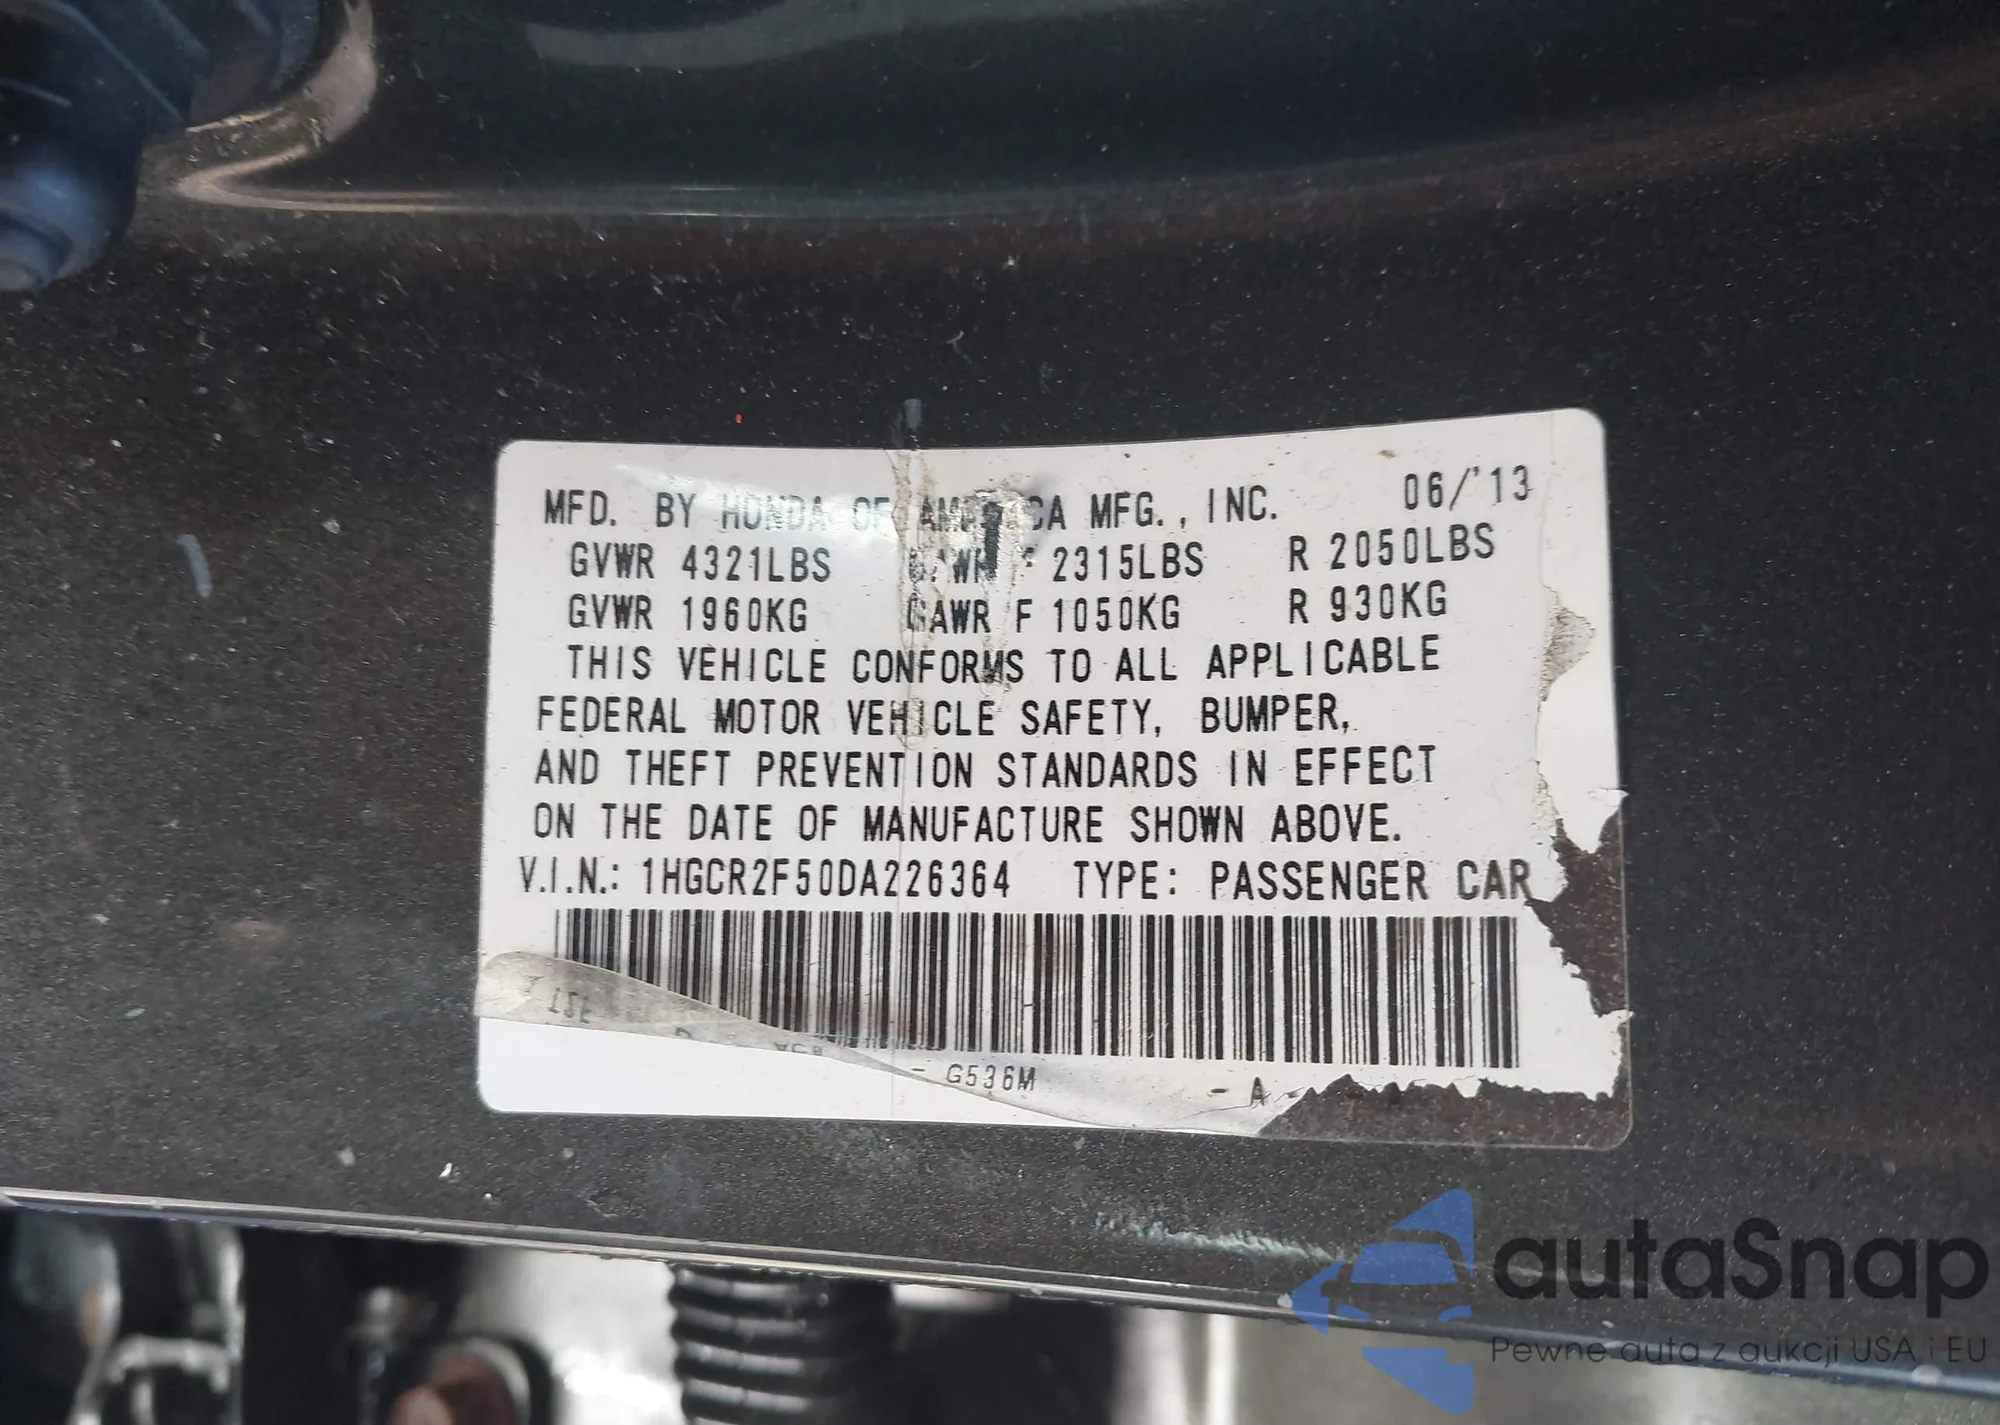 MFD. BY HONDA OF AMERICA MFG., INC. 06/'13
GVWR 4321LBS GAWR F 2315LBS R 2050LBS
GVWR 1960KG GAWR F 1050KG R 930KG
THIS VEHICLE CONFORMS TO ALL APPLICABLE
FEDERAL MOTOR VEHICLE SAFETY, BUMPER,
AND THEFT PREVENTION STANDARDS IN EFFECT
ON THE DATE OF MANUFACTURE SHOWN ABOVE.
V.I.N.: 1HGCR2F50DA226364 TYPE: PASSENGER CAR
- G536M - A -
autaSnap
Pewne auta z aukcji USA i EU